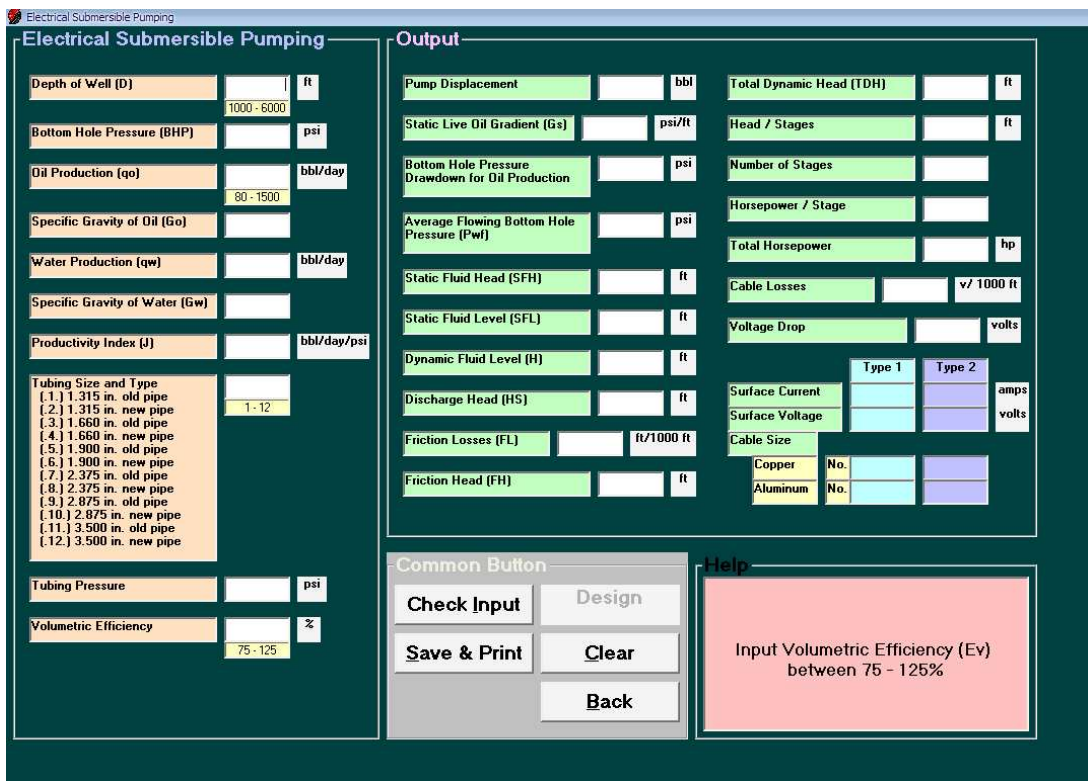 Electrical Submersible Pumping
Electrical Submersible Pumping
Depth of Well (D)
ft
1000 - 6000
Bottom Hole Pressure (BHP)
psi
Oil Production (qo)
bbl/day
80 - 1500
Specific Gravity of Oil (Go)
Water Production (qw)
bbl/day
Specific Gravity of Water (Gw)
Productivity Index (J)
bbl/day/psi
Tubing Size and Type
(.1.) 1.315 in. old pipe
(.2.) 1.315 in. new pipe
(.3.) 1.660 in. old pipe
(.4.) 1.660 in. new pipe
(.5.) 1.900 in. old pipe
(.6.) 1.900 in. new pipe
(.7.) 2.375 in. old pipe
(.8.) 2.375 in. new pipe
(.9.) 2.875 in. old pipe
(.10.) 2.875 in. new pipe
(.11.) 3.500 in. old pipe
(.12.) 3.500 in. new pipe
1 - 12
Tubing Pressure
psi
Volumetric Efficiency
%
75 - 125
Output
Pump Displacement
bbl
Static Live Oil Gradient (Gs)
psi/ft
Bottom Hole Pressure
Drawdown for Oil Production
psi
Average Flowing Bottom Hole
Pressure (Pwf)
psi
Static Fluid Head (SFH)
ft
Static Fluid Level (SFL)
ft
Dynamic Fluid Level (H)
ft
Discharge Head (HS)
ft
Friction Losses (FL)
ft/1000 ft
Friction Head (FH)
ft
Total Dynamic Head (TDH)
ft
Head / Stages
ft
Number of Stages
Horsepower / Stage
Total Horsepower
hp
Cable Losses
v/ 1000 ft
Voltage Drop
volts
Type 1
Type 2
Surface Current
amps
Surface Voltage
volts
Cable Size
Copper
No.
Aluminum
No.
Common Button
Check Input
Design
Save & Print
Clear
Back
Help
Input Volumetric Efficiency (Ev)
between 75 - 125%